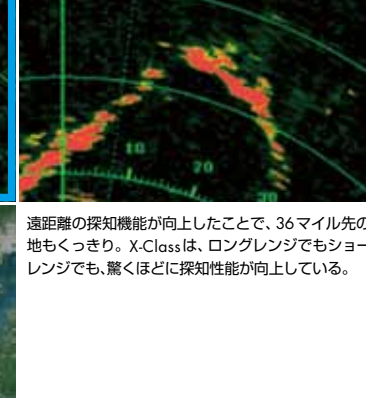 10
20
30
遠距離の探知機能が向上したことで、36マイル先の
地もくっきり。X-Classは、ロングレンジでもショー
レンジでも、驚くほどに探知性能が向上している。